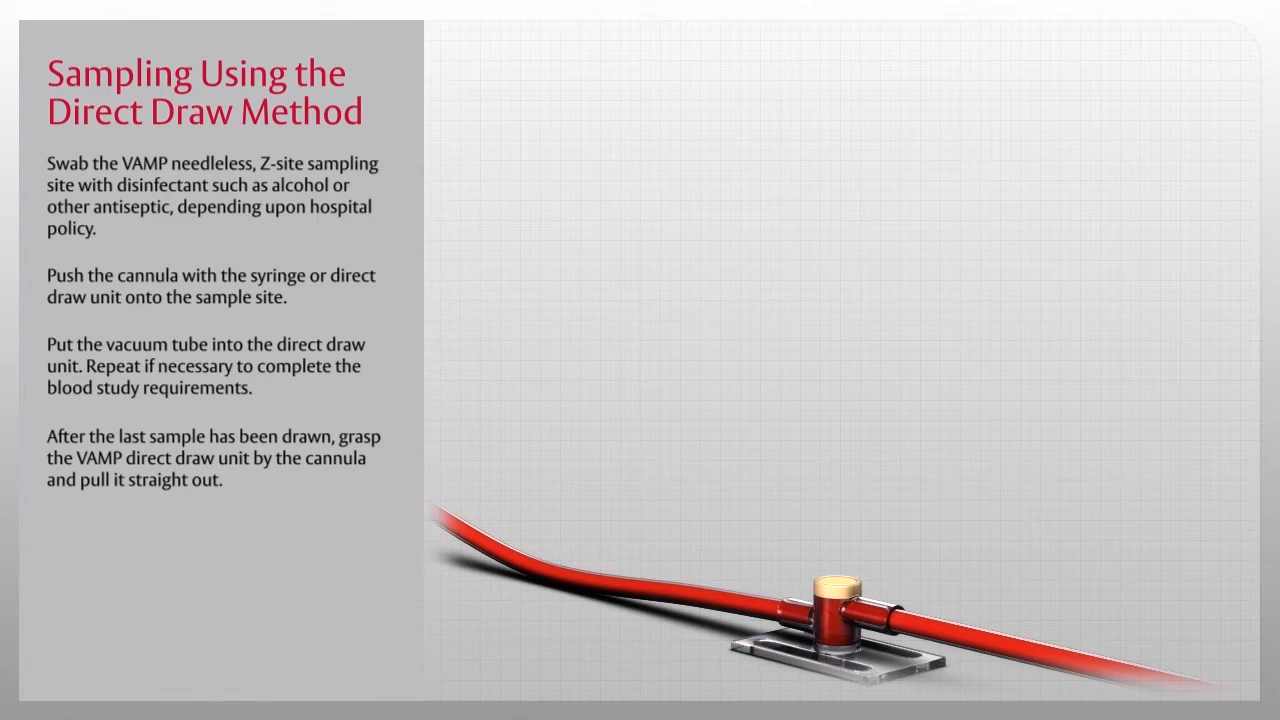 Sampling Using the
Direct Draw Method
Swab the VAMP needleless, Z-site sampling
site with disinfectant such as alcohol or
other antiseptic, depending upon hospital
policy.
Push the cannula with the syringe or direct
draw unit onto the sample site.
Put the vacuum tube into the direct draw
unit. Repeat if necessary to complete the
blood study requirements.
After the last sample has been drawn, grasp
the VAMP direct draw unit by the cannula
and pull it straight out.